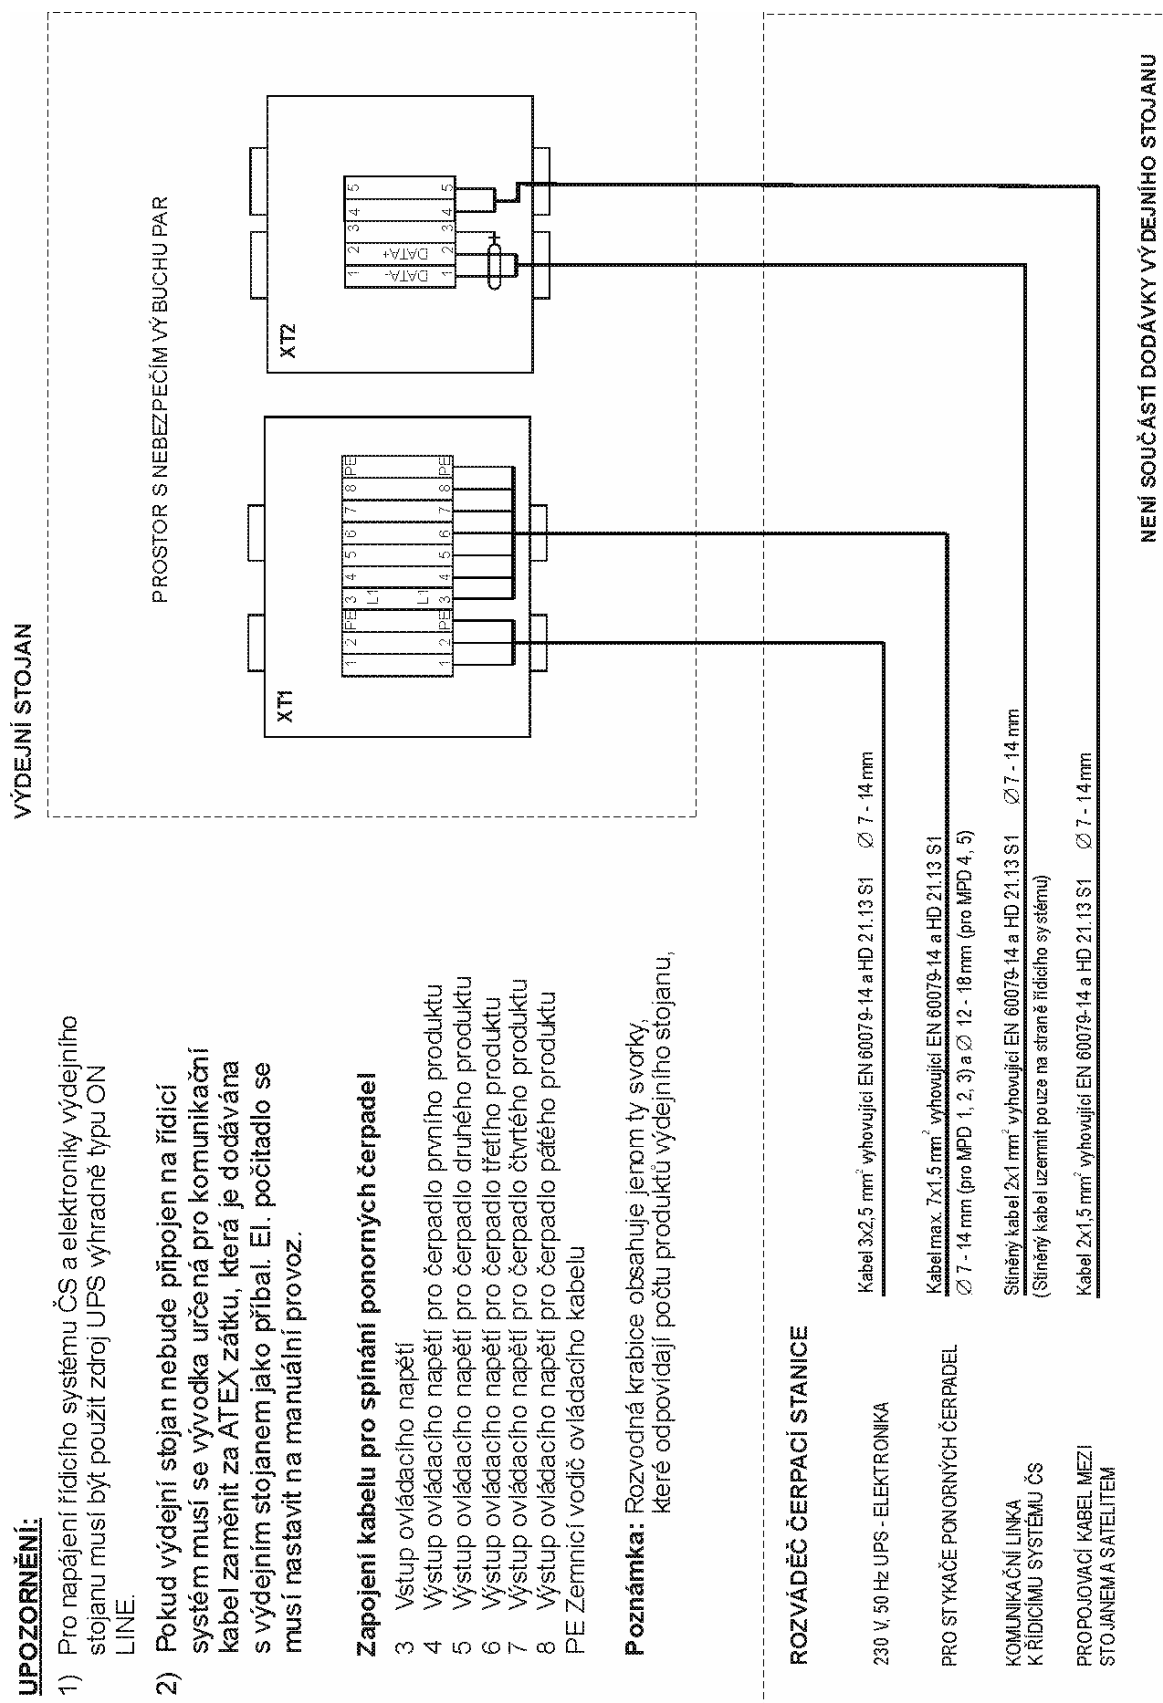 UPOZORNĚNÍ:
1) Pro napájení řídicího systému ČS a elektroniky výdejního
stojanu musí být použit zdroj UPS výhradně typu ON
LINE.
2) Pokud výdejní stojan nebude připojen na řídicí
systém musí se vývodka určená pro komunikační
kabel zaměnit za ATEX zátku, která je dodávána
s výdejním stojanem jako příbal. El. počitadlo se
musí nastavit na manuální provoz.
Zapojení kabelu pro spínání ponorných čerpadel
3 Vstup ovládacího napětí
4 Výstup ovládacího napětí pro čerpadlo prvního produktu
5 Výstup ovládacího napětí pro čerpadlo druhého produktu
6 Výstup ovládacího napětí pro čerpadlo třetího produktu
7 Výstup ovládacího napětí pro čerpadlo čtvrtého produktu
8 Výstup ovládacího napětí pro čerpadlo pátého produktu
PE Zemnicí vodič ovládacího kabelu
Poznámka: Rozvodná krabice obsahuje jenom ty svorky,
které odpovídají počtu produktů výdejního stojanu,
VÝDEJNÍ STOJAN
PROSTOR S NEBEZPEČÍM VÝBUCHU PAR
XT1
1 2 PE 3 4 5 6 7 8 PE
L1 L1
1 2 PE 3 4 5 6 7 8 PE
XT2
1 2 3 4 5
DATA- DATA+
1 2 3 4 5
ROZVÁDĚČ ČERPACÍ STANICE
230 V, 50 Hz UPS - ELEKTRONIKA
Kabel 3x2,5 mm² vyhovující EN 60079-14 a HD 21.13 S1 ∅ 7 - 14 mm
PRO STYKAČE PONORNÝCH ČERPADEL
Kabel max. 7x1,5 mm² vyhovující EN 60079-14 a HD 21.13 S1
∅ 7 - 14 mm (pro MPD 1, 2, 3) a ∅ 12 - 18 mm (pro MPD 4, 5)
KOMUNIKAČNÍ LINKA
K ŘÍDICÍMU SYSTÉMU ČS
Stíněný kabel 2x1 mm² vyhovující EN 60079-14 a HD 21.13 S1 ∅ 7 - 14 mm
(Stíněný kabel uzemnit pouze na straně řídicího systému)
PROPOJOVACÍ KABEL MEZI
STOJANEM A SATELITEM
Kabel 2x1,5 mm² vyhovující EN 60079-14 a HD 21.13 S1 ∅ 7 - 14 mm
NENÍ SOUČÁSTÍ DODÁVKY VÝDEJNÍHO STOJANU